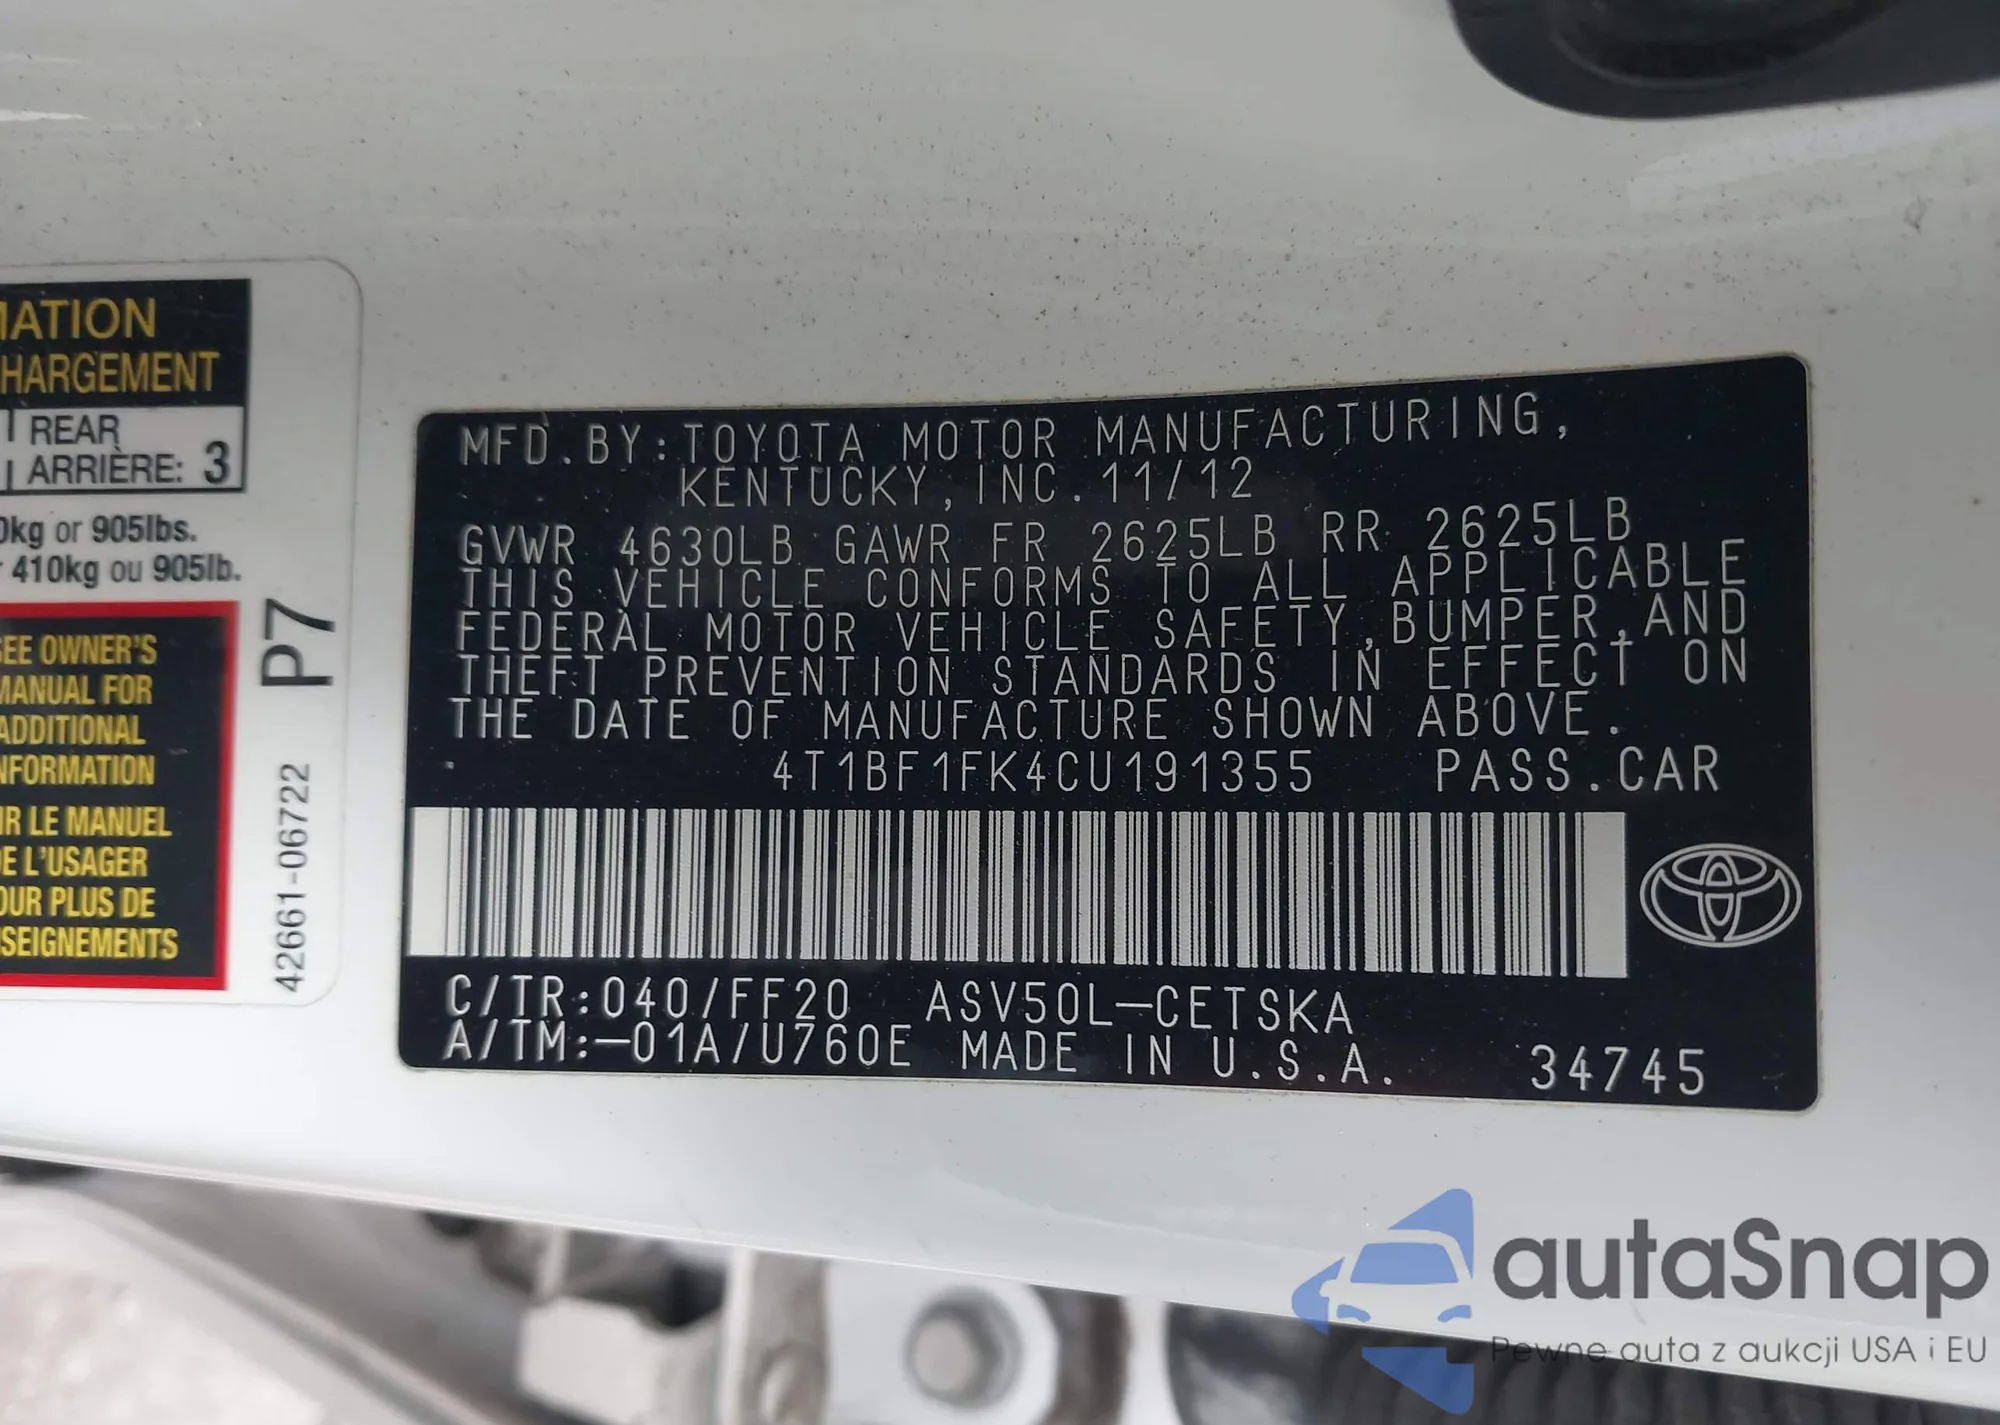 MATION
HARGEMENT
REAR
ARRIÈRE: 3
0kg or 905lbs.
r 410kg ou 905lb.
SEE OWNER'S
MANUAL FOR
ADDITIONAL
INFORMATION
UR LE MANUEL
DE L'USAGER
OUR PLUS DE
NSEIGNEMENTS
P7
42661-06722
MFD.BY:TOYOTA MOTOR MANUFACTURING,
KENTUCKY,INC.11/12
GVWR 4630LB GAWR FR 2625LB RR 2625LB
THIS VEHICLE CONFORMS TO ALL APPLICABLE
FEDERAL MOTOR VEHICLE SAFETY,BUMPER,AND
THEFT PREVENTION STANDARDS IN EFFECT ON
THE DATE OF MANUFACTURE SHOWN ABOVE.
4T1BF1FK4CU191355 PASS.CAR
C/TR:040/FF20 ASV50L-CETSKA
A/TM:-01A/U760E MADE IN U.S.A. 34745
autaSnap
Pewne auta z aukcji USA i EU